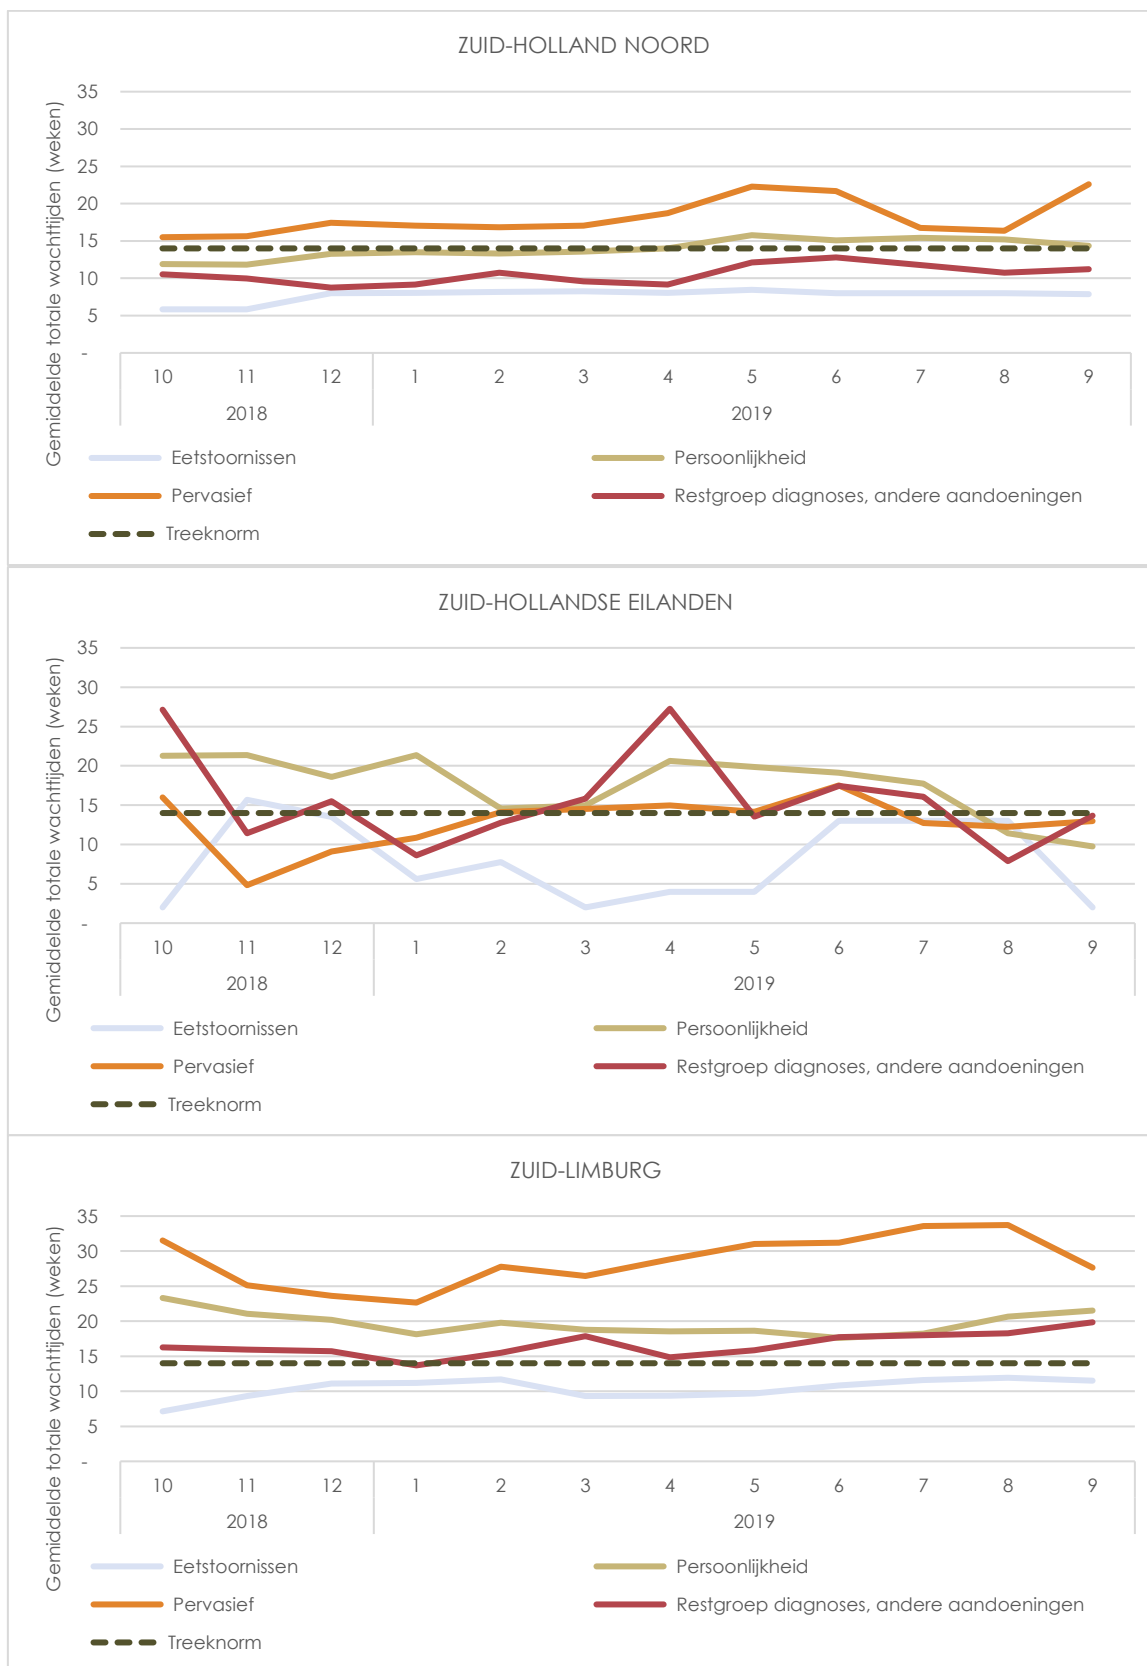 ZUID-HOLLAND NOORD
Gemiddelde totale wachttijden (weken)
35
30
25
20
15
10
5
-
10 11 12 1 2 3 4 5 6 7 8 9
2018 2019
Eetstoornissen Persoonlijkheid
Pervasief Restgroep diagnoses, andere aandoeningen
Treeknorm
ZUID-HOLLANDSE EILANDEN
Gemiddelde totale wachttijden (weken)
35
30
25
20
15
10
5
-
10 11 12 1 2 3 4 5 6 7 8 9
2018 2019
Eetstoornissen Persoonlijkheid
Pervasief Restgroep diagnoses, andere aandoeningen
Treeknorm
ZUID-LIMBURG
Gemiddelde totale wachttijden (weken)
35
30
25
20
15
10
5
-
10 11 12 1 2 3 4 5 6 7 8 9
2018 2019
Eetstoornissen Persoonlijkheid
Pervasief Restgroep diagnoses, andere aandoeningen
Treeknorm